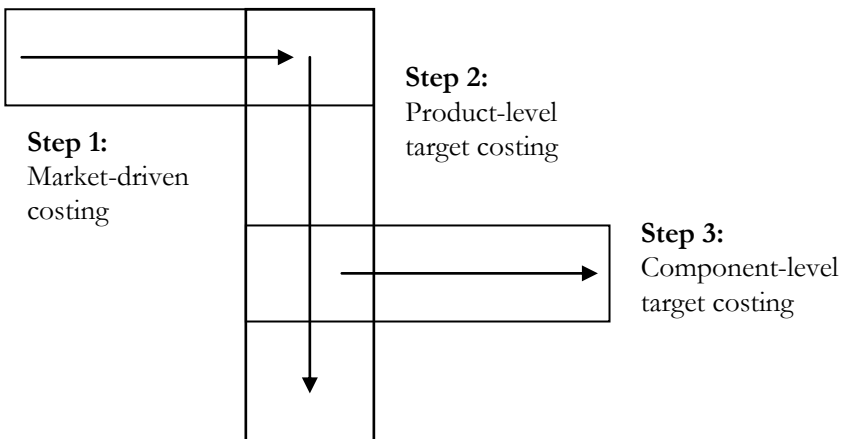 Step 1:
Market-driven
costing
Step 2:
Product-level
target costing
Step 3:
Component-level
target costing